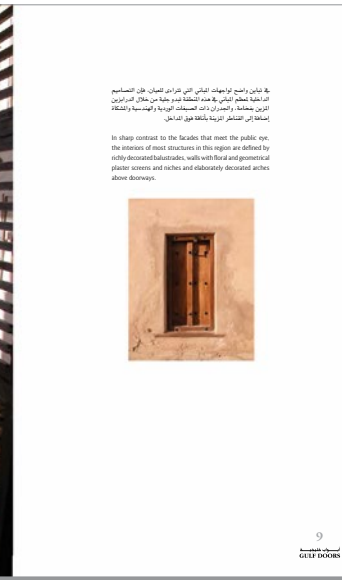 في تباين واضح لواجهات المباني التي تتراءى للعيان، فإن التصاميم
الداخلية لمعظم المباني في هذه المنطقة تبدو جلية من خلال الدرابزين
المزين بفخامة، والجدران ذات الصبغات الوردية والهندسية والمشكاة
إضافة إلى القناطر المزينة بأناقة فوق المداخل.
In sharp contrast to the facades that meet the public eye,
the interiors of most structures in this region are defined by
richly decorated balustrades, walls with floral and geometrical
plaster screens and niches and elaborately decorated arches
above doorways.
9
أبواب خليجية
GULF DOORS